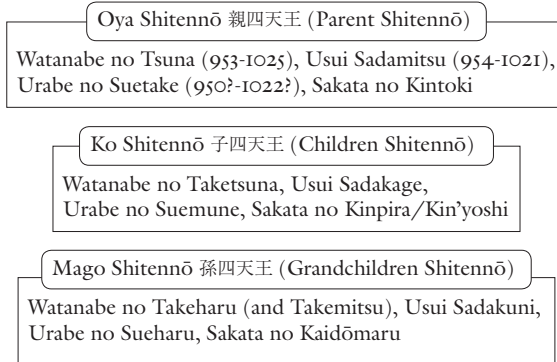 Oya Shitennō 親四天王 (Parent Shitennō)
Watanabe no Tsuna (953-1025), Usui Sadamitsu (954-1021),
Urabe no Suetake (950?-1022?), Sakata no Kintoki
Ko Shitennō 子四天王 (Children Shitennō)
Watanabe no Taketsuna, Usui Sadakage,
Urabe no Suemune, Sakata no Kinpira/Kin'yoshi
Mago Shitennō 孫四天王 (Grandchildren Shitennō)
Watanabe no Takeharu (and Takemitsu), Usui Sadakuni,
Urabe no Sueharu, Sakata no Kaidōmaru